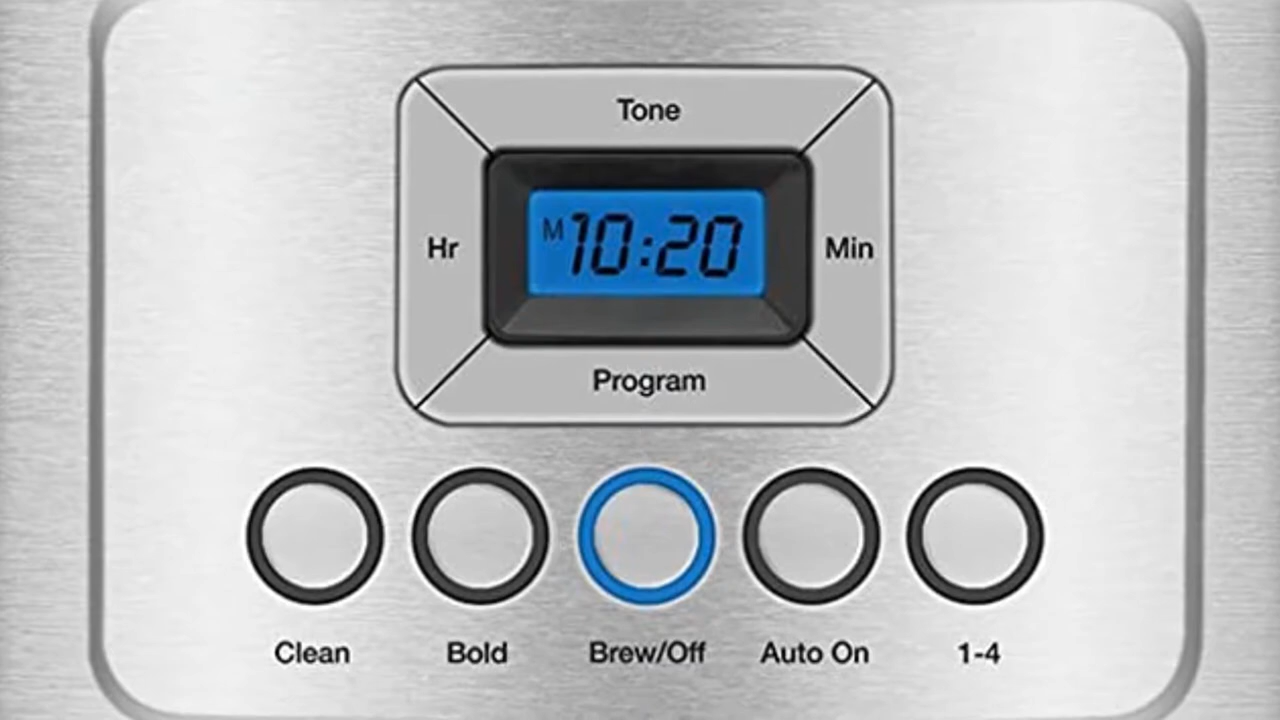 Tone
Hr
M 10:20
Min
Program
Clean
Bold
Brew/Off
Auto On
1-4